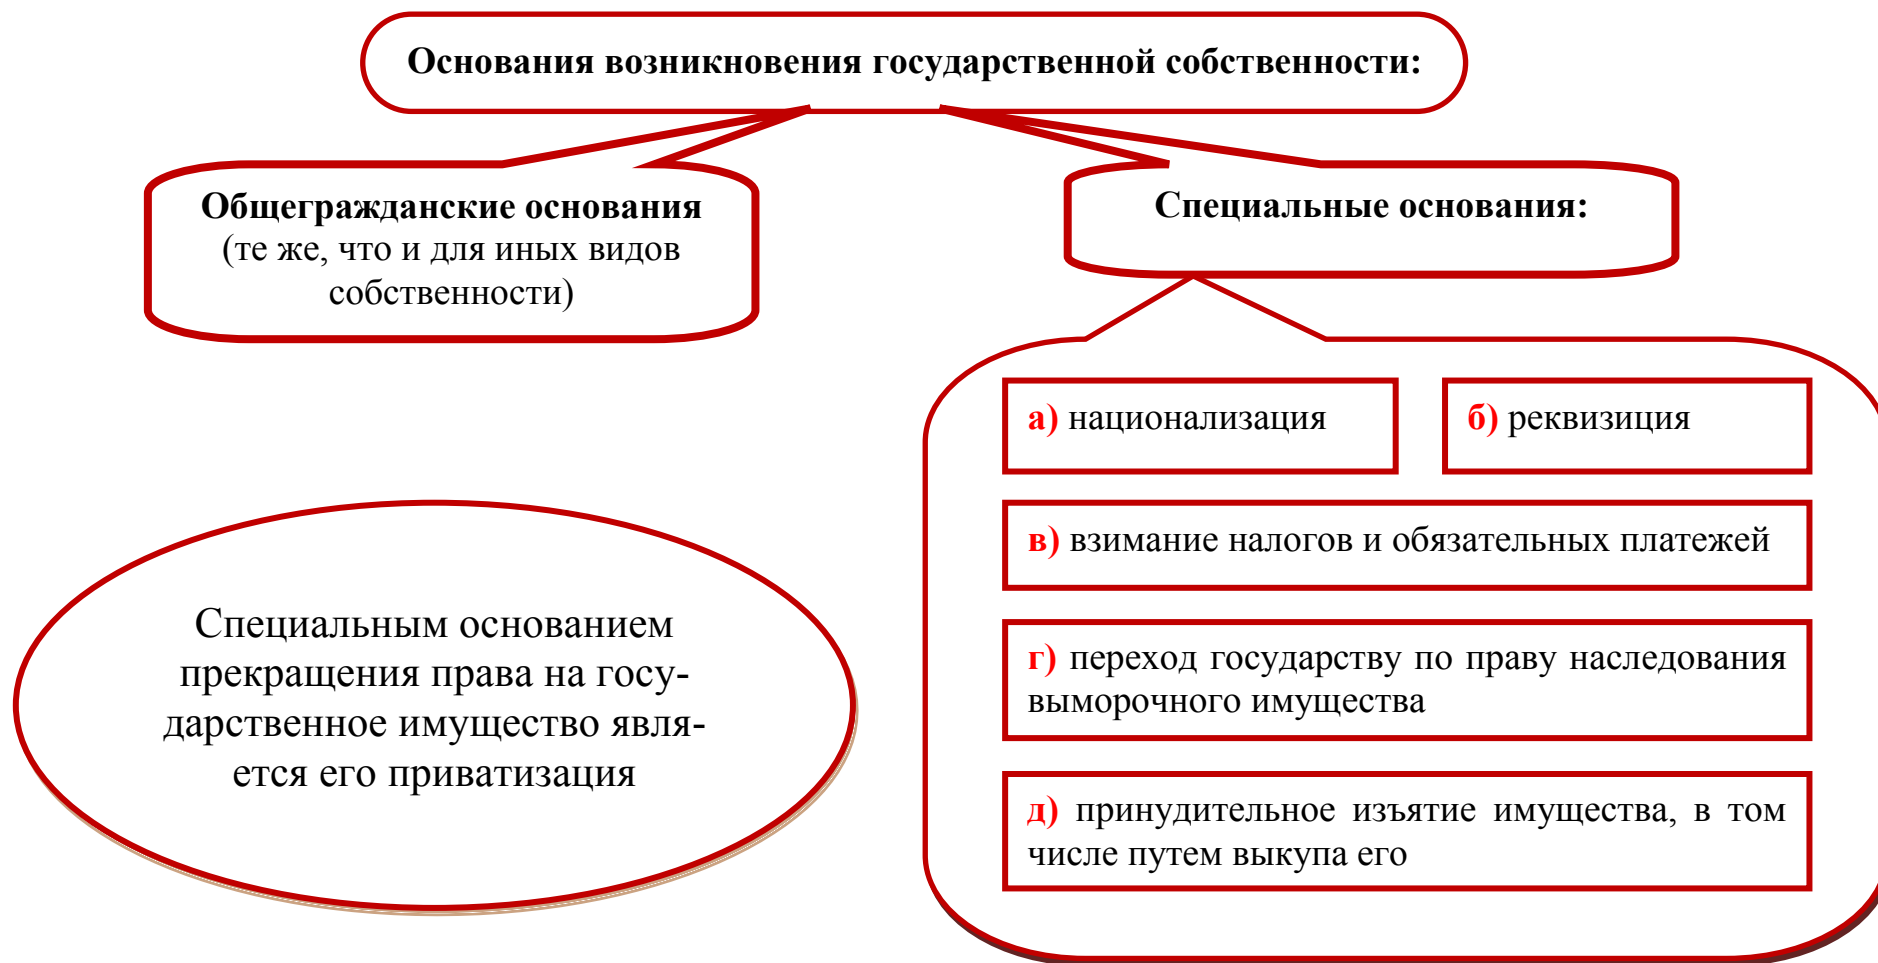 Основания возникновения государственной собственности:
Общегражданские основания
(те же, что и для иных видов
собственности)
Специальные основания:
а) национализация
б) реквизиция
в) взимание налогов и обязательных платежей
г) переход государству по праву наследования
выморочного имущества
д) принудительное изъятие имущества, в том
числе путем выкупа его
Специальным основанием
прекращения права на госу-
дарственное имущество явля-
ется его приватизация